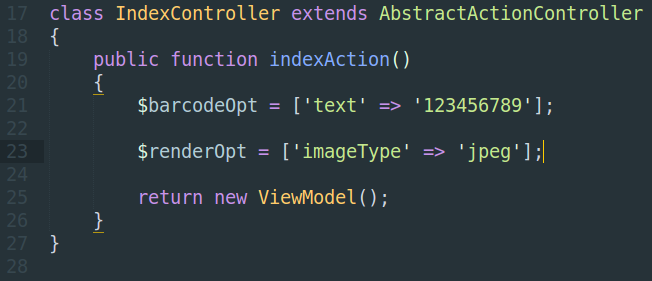 17 class IndexController extends AbstractActionController
18 {
19     public function indexAction()
20     {
21         $barcodeOpt = ['text' => '123456789'];
22
23         $renderOpt = ['imageType' => 'jpeg'];
24
25         return new ViewModel();
26     }
27 }
28